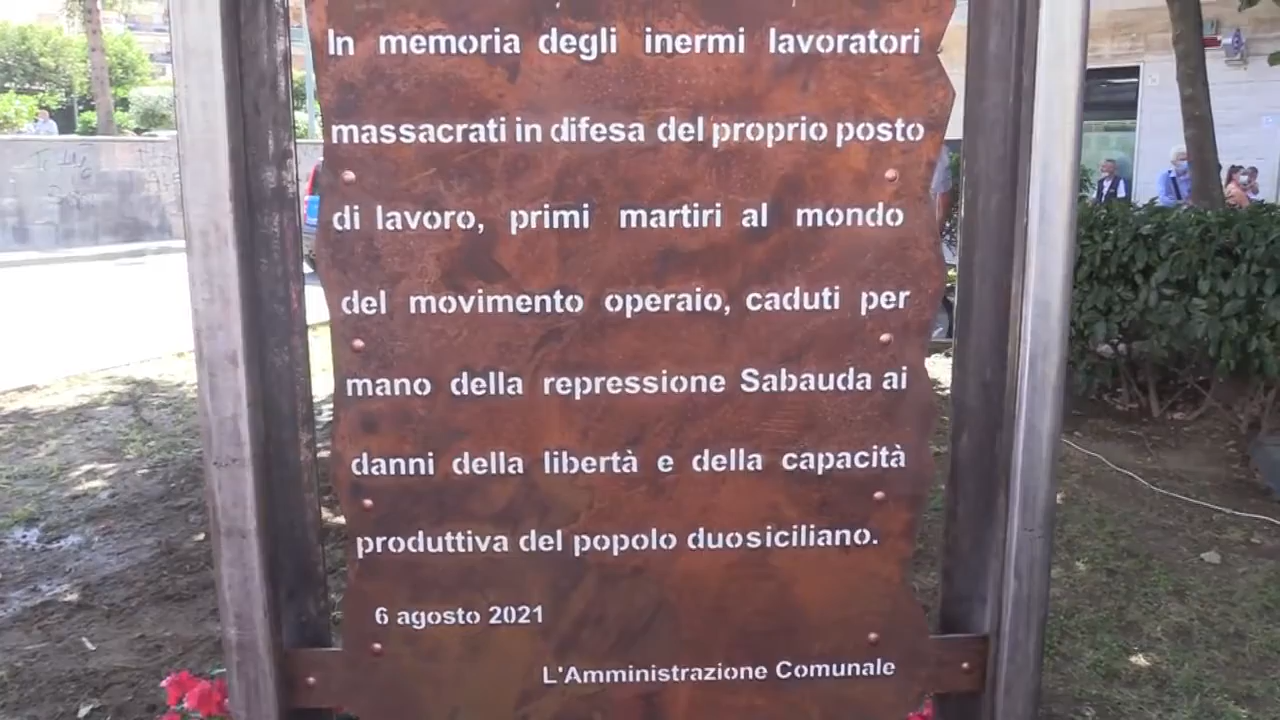 In memoria degli inermi lavoratori
massacrati in difesa del proprio posto
di lavoro, primi martiri al mondo
del movimento operaio, caduti per
mano della repressione Sabauda ai
danni della libertà e della capacità
produttiva del popolo duosiciliano.
6 agosto 2021
L'Amministrazione Comunale